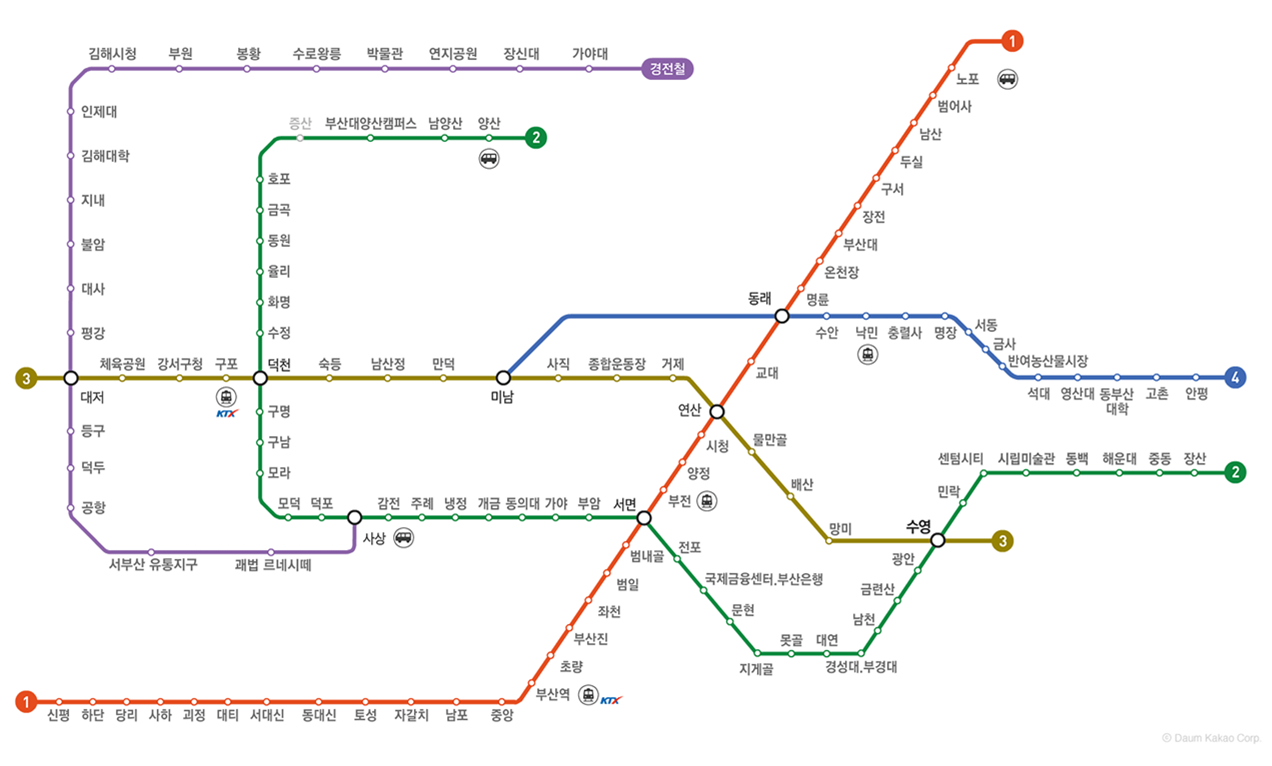 김해시청 부원 봉황 수로왕릉 박물관 연지공원 장신대 가야대 경전철
1
노포
범어사
남산
두실
구서
장전
부산대
온천장
명륜
동래
인제대
김해대학
지내
불암
대사
평강
증산 부산대양산캠퍼스 남양산 양산 2
호포
금곡
동원
율리
화명
수정
덕천
3 체육공원 강서구청 구포 숙등 남산정 만덕 사직 종합운동장 거제
KTX
대저
미남
수안 낙민 충렬사 명장
서동
금사
반여농산물시장
석대 영산대 동부산
대학
고촌 안평 4
교대
연산
시청
양정
부전
물만골
배산
망미
수영
3
등구
덕두
공항
서부산 유통지구 괘법 르네시떼
구명
구남
모라
모덕 덕포
사상
감전 주례 냉정 개금 동의대 가야 부암 서면
센텀시티 시립미술관 동백 해운대 중동 장산 2
민락
광안
금련산
남천
경성대.부경대
전포
국제금융센터.부산은행
문현
지게골
못골 대연
범내골
범일
좌천
부산진
초량
부산역 KTX
1
신평 하단 당리 사하 괴정 대티 서대신 동대신 토성 자갈치 남포 중앙
© Daum Kakao Corp.